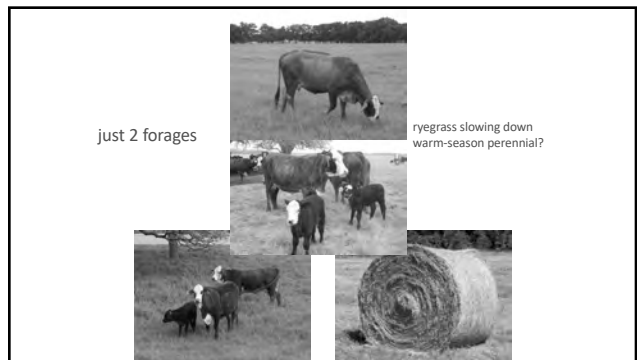 just 2 forages
ryegrass slowing down
warm-season perennial?